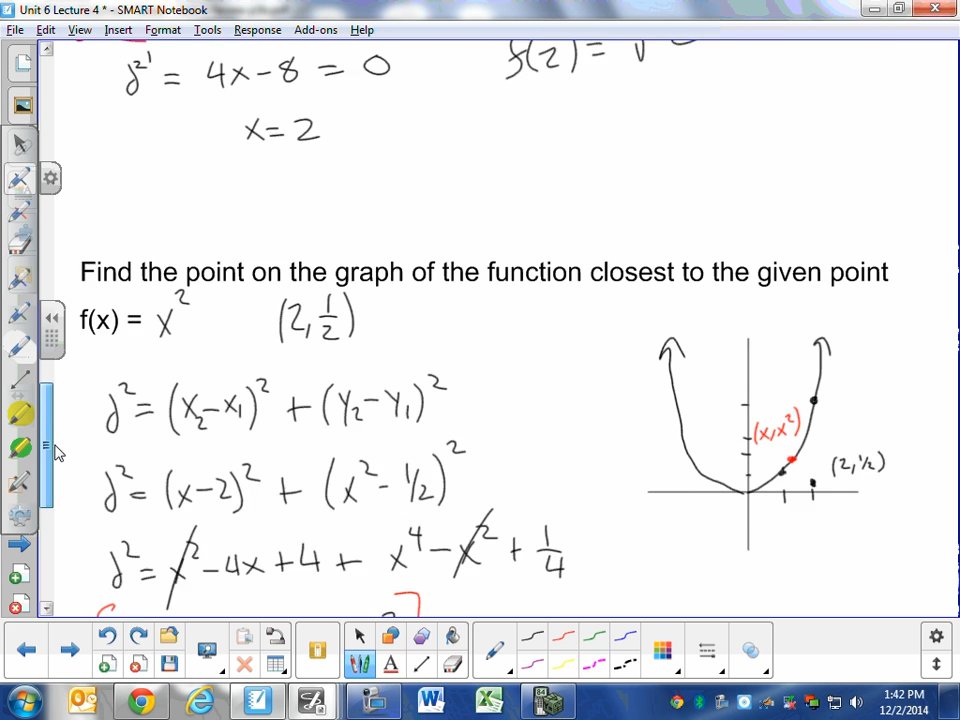 Unit 6 Lecture 4 * - SMART Notebook
File Edit View Insert Format Tools Response Add-ons Help
d²' = 4x - 8 = 0
f(2) = √
x = 2
Find the point on the graph of the function closest to the given point
f(x) = x² (2, 1/2)
d² = (x₂ - x₁)² + (y₂ - y₁)²
(x, x²)
(2, 1/2)
d² = (x - 2)² + (x² - 1/2)²
d² = x² - 4x + 4 + x⁴ - x² + 1/4
A
W
1:42 PM
12/2/2014